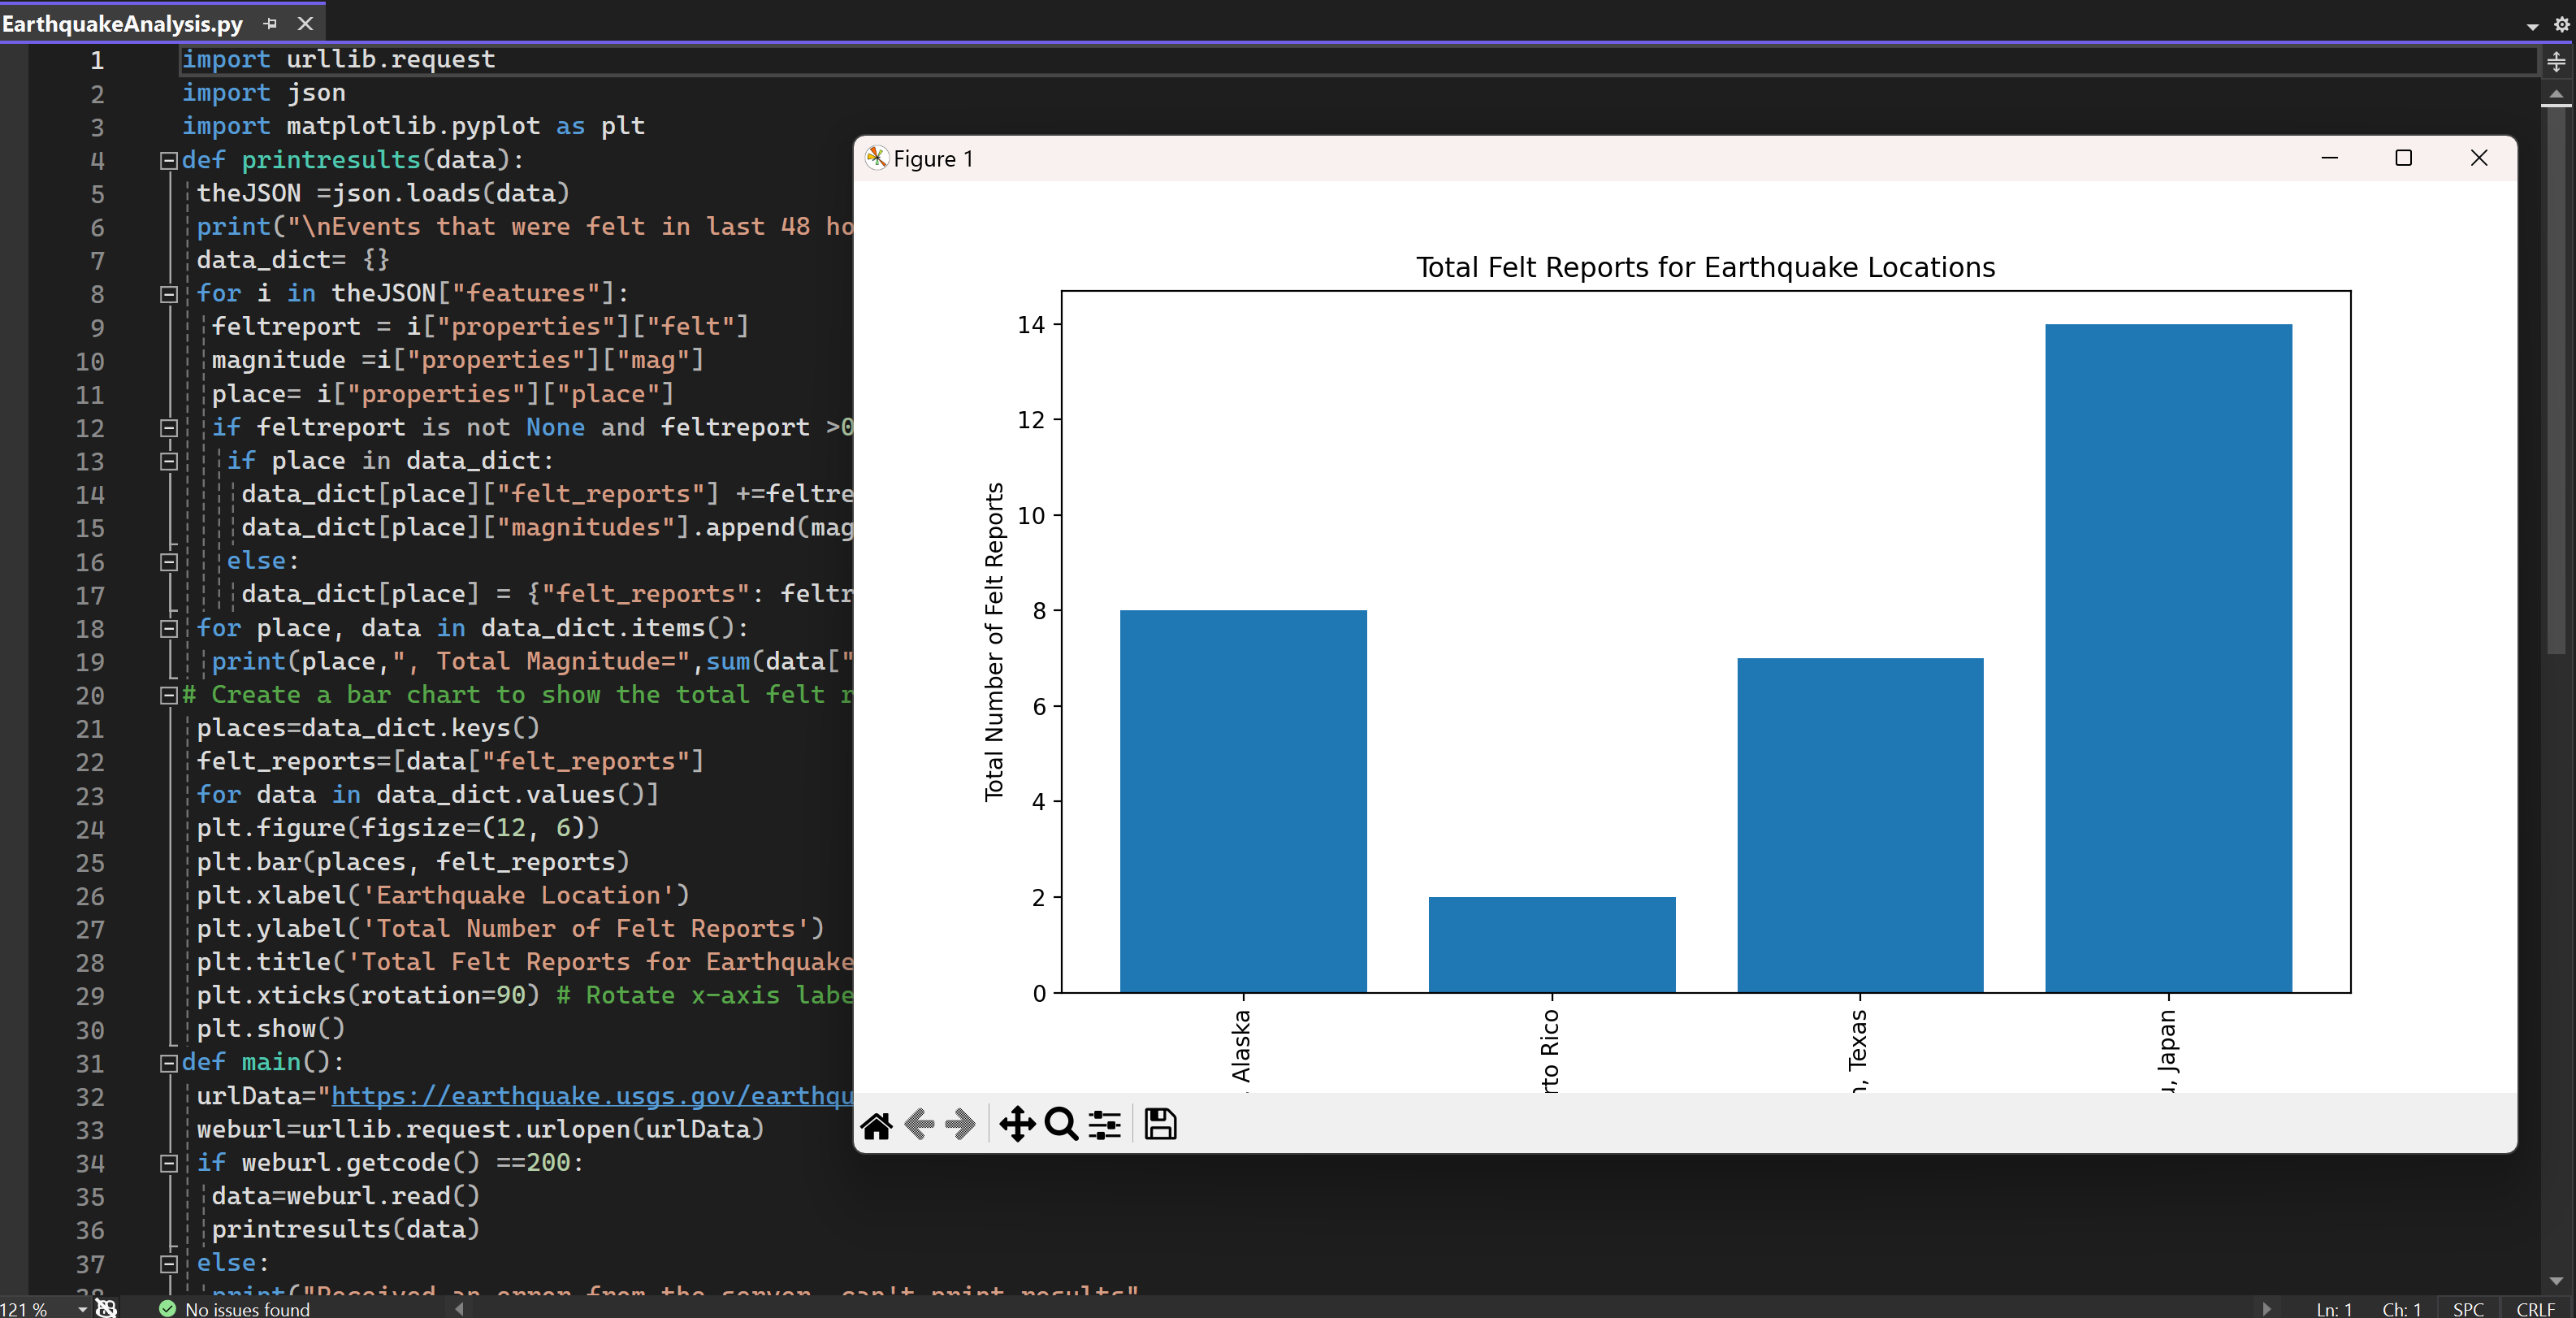 EarthquakeAnalysis.py
1 import urllib.request
2 import json
3 import matplotlib.pyplot as plt
4 def printresults(data):
5 theJSON =json.loads(data)
6 print("\nEvents that were felt in last 48 ho
7 data_dict= {}
8 for i in theJSON["features"]:
9 feltreport = i["properties"]["felt"]
10 magnitude =i["properties"]["mag"]
11 place= i["properties"]["place"]
12 if feltreport is not None and feltreport >0
13 if place in data_dict:
14 data_dict[place]["felt_reports"] +=feltre
15 data_dict[place]["magnitudes"].append(mag
16 else:
17 data_dict[place] = {"felt_reports": feltr
18 for place, data in data_dict.items():
19 print(place,", Total Magnitude=",sum(data["
20 # Create a bar chart to show the total felt r
21 places=data_dict.keys()
22 felt_reports=[data["felt_reports"]
23 for data in data_dict.values()]
24 plt.figure(figsize=(12, 6))
25 plt.bar(places, felt_reports)
26 plt.xlabel('Earthquake Location')
27 plt.ylabel('Total Number of Felt Reports')
28 plt.title('Total Felt Reports for Earthquake
29 plt.xticks(rotation=90) # Rotate x-axis labe
30 plt.show()
31 def main():
32 urlData="https://earthquake.usgs.gov/earthqu
33 weburl=urllib.request.urlopen(urlData)
34 if weburl.getcode() ==200:
35 data=weburl.read()
36 printresults(data)
37 else:
38 print("Received an error from the server, can't print results"
Figure 1
Total Felt Reports for Earthquake Locations
Total Number of Felt Reports
14
12
10
8
6
4
2
0
Alaska
rto Rico
, Texas
, Japan
121 %
No issues found
Ln: 1
Ch: 1
SPC
CRLF